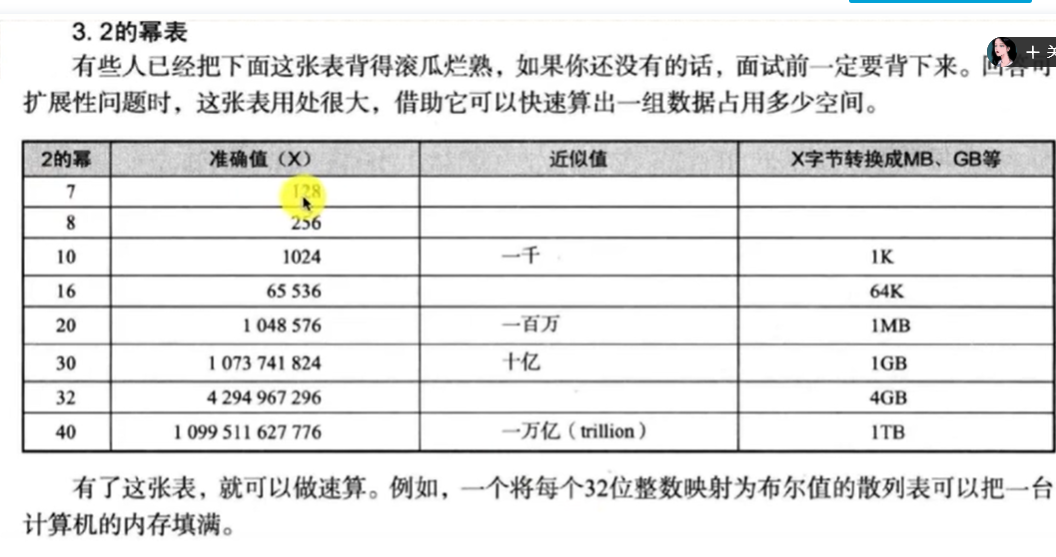 3. 2的幂表
有些人已经把下面这张表背得滚瓜烂熟，如果你还没有的话，面试前一定要背下来。回答可
+ 关
扩展性问题时，这张表用处很大，借助它可以快速算出一组数据占用多少空间。
2的幂 准确值（X） 近似值 X字节转换成MB、GB等
7 128
8 256
10 1024 一千 1K
16 65 536 64K
20 1 048 576 一百万 1MB
30 1 073 741 824 十亿 1GB
32 4 294 967 296 4GB
40 1 099 511 627 776 一万亿（trillion） 1TB
有了这张表，就可以做速算。例如，一个将每个32位整数映射为布尔值的散列表可以把一台
计算机的内存填满。